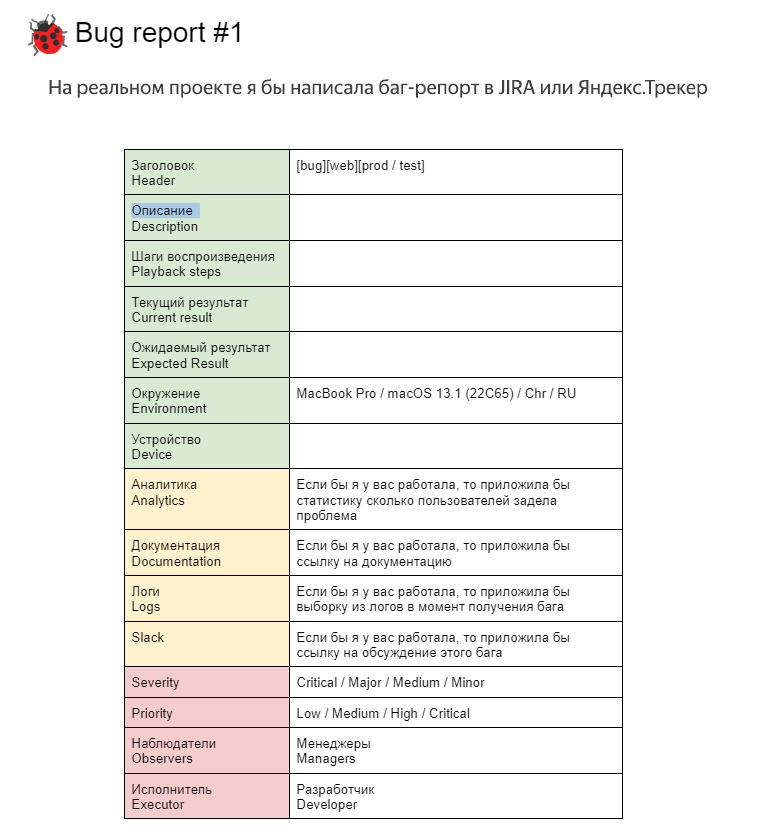 Bug report #1
На реальном проекте я бы написала баг-репорт в JIRA или Яндекс.Трекер
Заголовок
Header
[bug][web][prod / test]
Описание
Description
Шаги воспроизведения
Playback steps
Текущий результат
Current result
Ожидаемый результат
Expected Result
Окружение
Environment
MacBook Pro / macOS 13.1 (22C65) / Chr / RU
Устройство
Device
Аналитика
Analytics
Если бы я у вас работала, то приложила бы
статистику сколько пользователей задела
проблема
Документация
Documentation
Если бы я у вас работала, то приложила бы
ссылку на документацию
Логи
Logs
Если бы я у вас работала, то приложила бы
выборку из логов в момент получения бага
Slack
Если бы я у вас работала, то приложила бы
ссылку на обсуждение этого бага
Severity
Critical / Major / Medium / Minor
Priority
Low / Medium / High / Critical
Наблюдатели
Observers
Менеджеры
Managers
Исполнитель
Executor
Разработчик
Developer